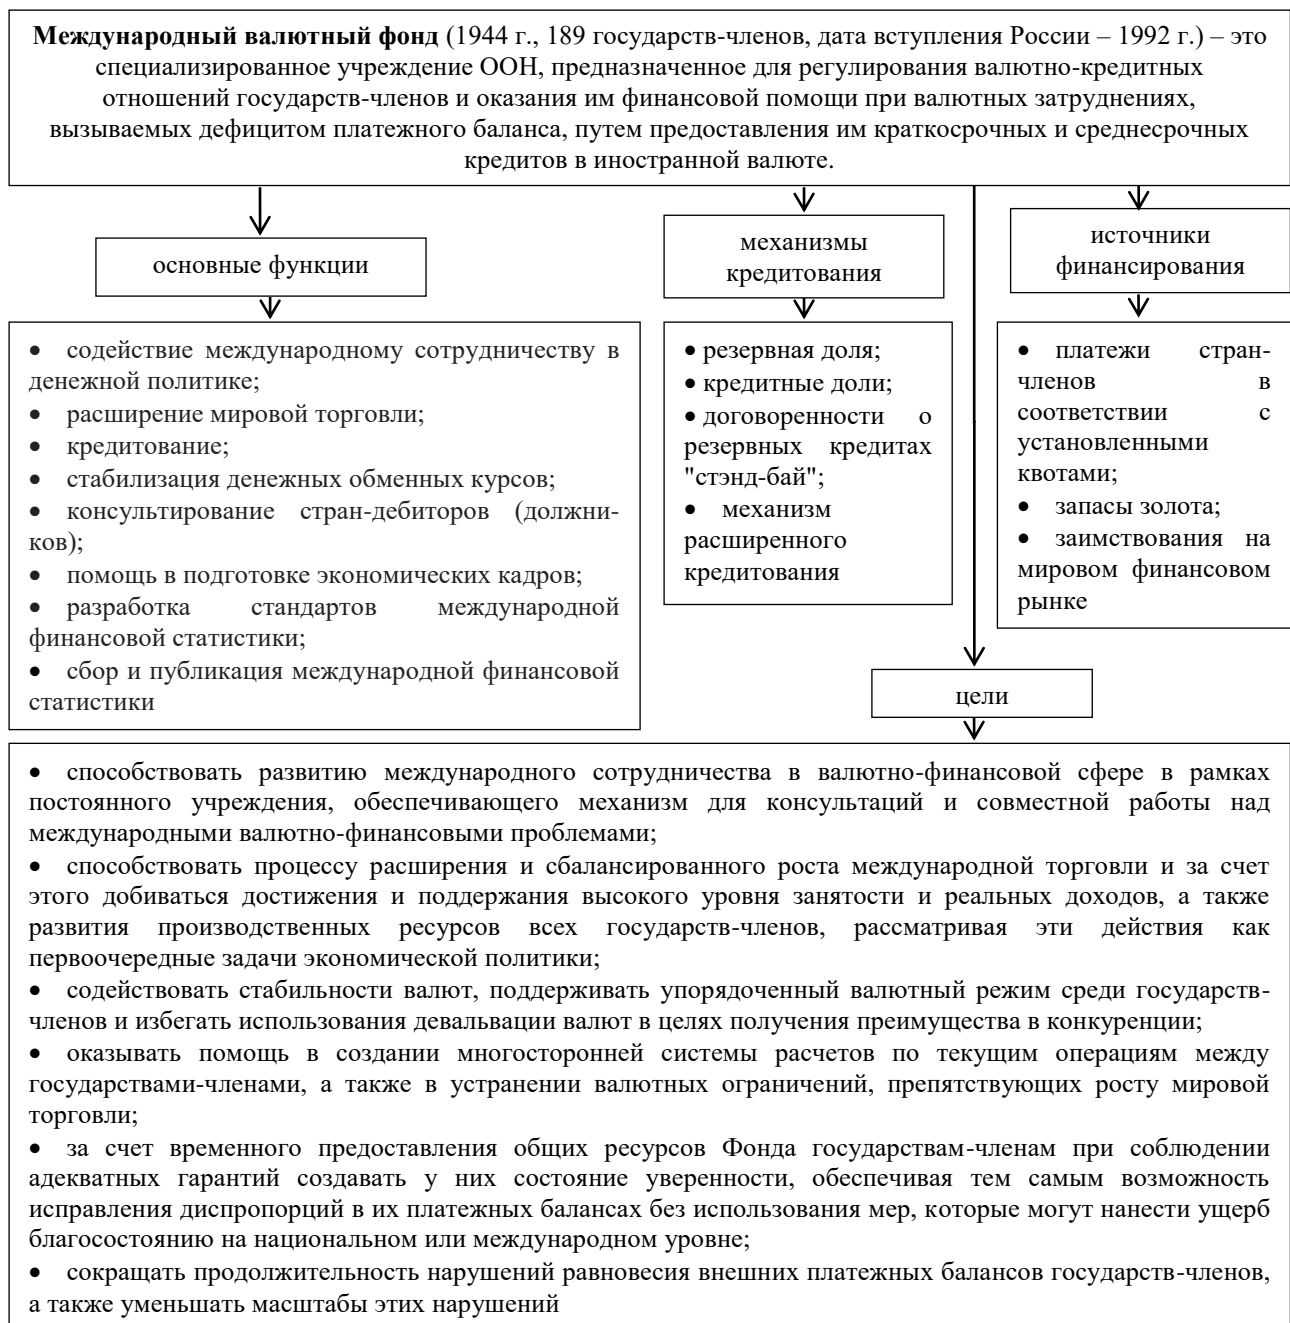 Международный валютный фонд (1944 г., 189 государств-членов, дата вступления России – 1992 г.) – это
специализированное учреждение ООН, предназначенное для регулирования валютно-кредитных
отношений государств-членов и оказания им финансовой помощи при валютных затруднениях,
вызываемых дефицитом платежного баланса, путем предоставления им краткосрочных и среднесрочных
кредитов в иностранной валюте.
основные функции
• содействие международному сотрудничеству в
денежной политике;
• расширение мировой торговли;
• кредитование;
• стабилизация денежных обменных курсов;
• консультирование стран-дебиторов (должни-
ков);
• помощь в подготовке экономических кадров;
• разработка стандартов международной
финансовой статистики;
• сбор и публикация международной финансовой
статистики
механизмы
кредитования
• резервная доля;
• кредитные доли;
• договоренности о
резервных кредитах
"стэнд-бай";
• механизм
расширенного
кредитования
источники
финансирования
• платежи стран-
членов в
соответствии с
установленными
квотами;
• запасы золота;
• заимствования на
мировом финансовом
рынке
цели
• способствовать развитию международного сотрудничества в валютно-финансовой сфере в рамках
постоянного учреждения, обеспечивающего механизм для консультаций и совместной работы над
международными валютно-финансовыми проблемами;
• способствовать процессу расширения и сбалансированного роста международной торговли и за счет
этого добиваться достижения и поддержания высокого уровня занятости и реальных доходов, а также
развития производственных ресурсов всех государств-членов, рассматривая эти действия как
первоочередные задачи экономической политики;
• содействовать стабильности валют, поддерживать упорядоченный валютный режим среди государств-
членов и избегать использования девальвации валют в целях получения преимущества в конкуренции;
• оказывать помощь в создании многосторонней системы расчетов по текущим операциям между
государствами-членами, а также в устранении валютных ограничений, препятствующих росту мировой
торговли;
• за счет временного предоставления общих ресурсов Фонда государствам-членам при соблюдении
адекватных гарантий создавать у них состояние уверенности, обеспечивая тем самым возможность
исправления диспропорций в их платежных балансах без использования мер, которые могут нанести ущерб
благосостоянию на национальном или международном уровне;
• сокращать продолжительность нарушений равновесия внешних платежных балансов государств-членов,
а также уменьшать масштабы этих нарушений